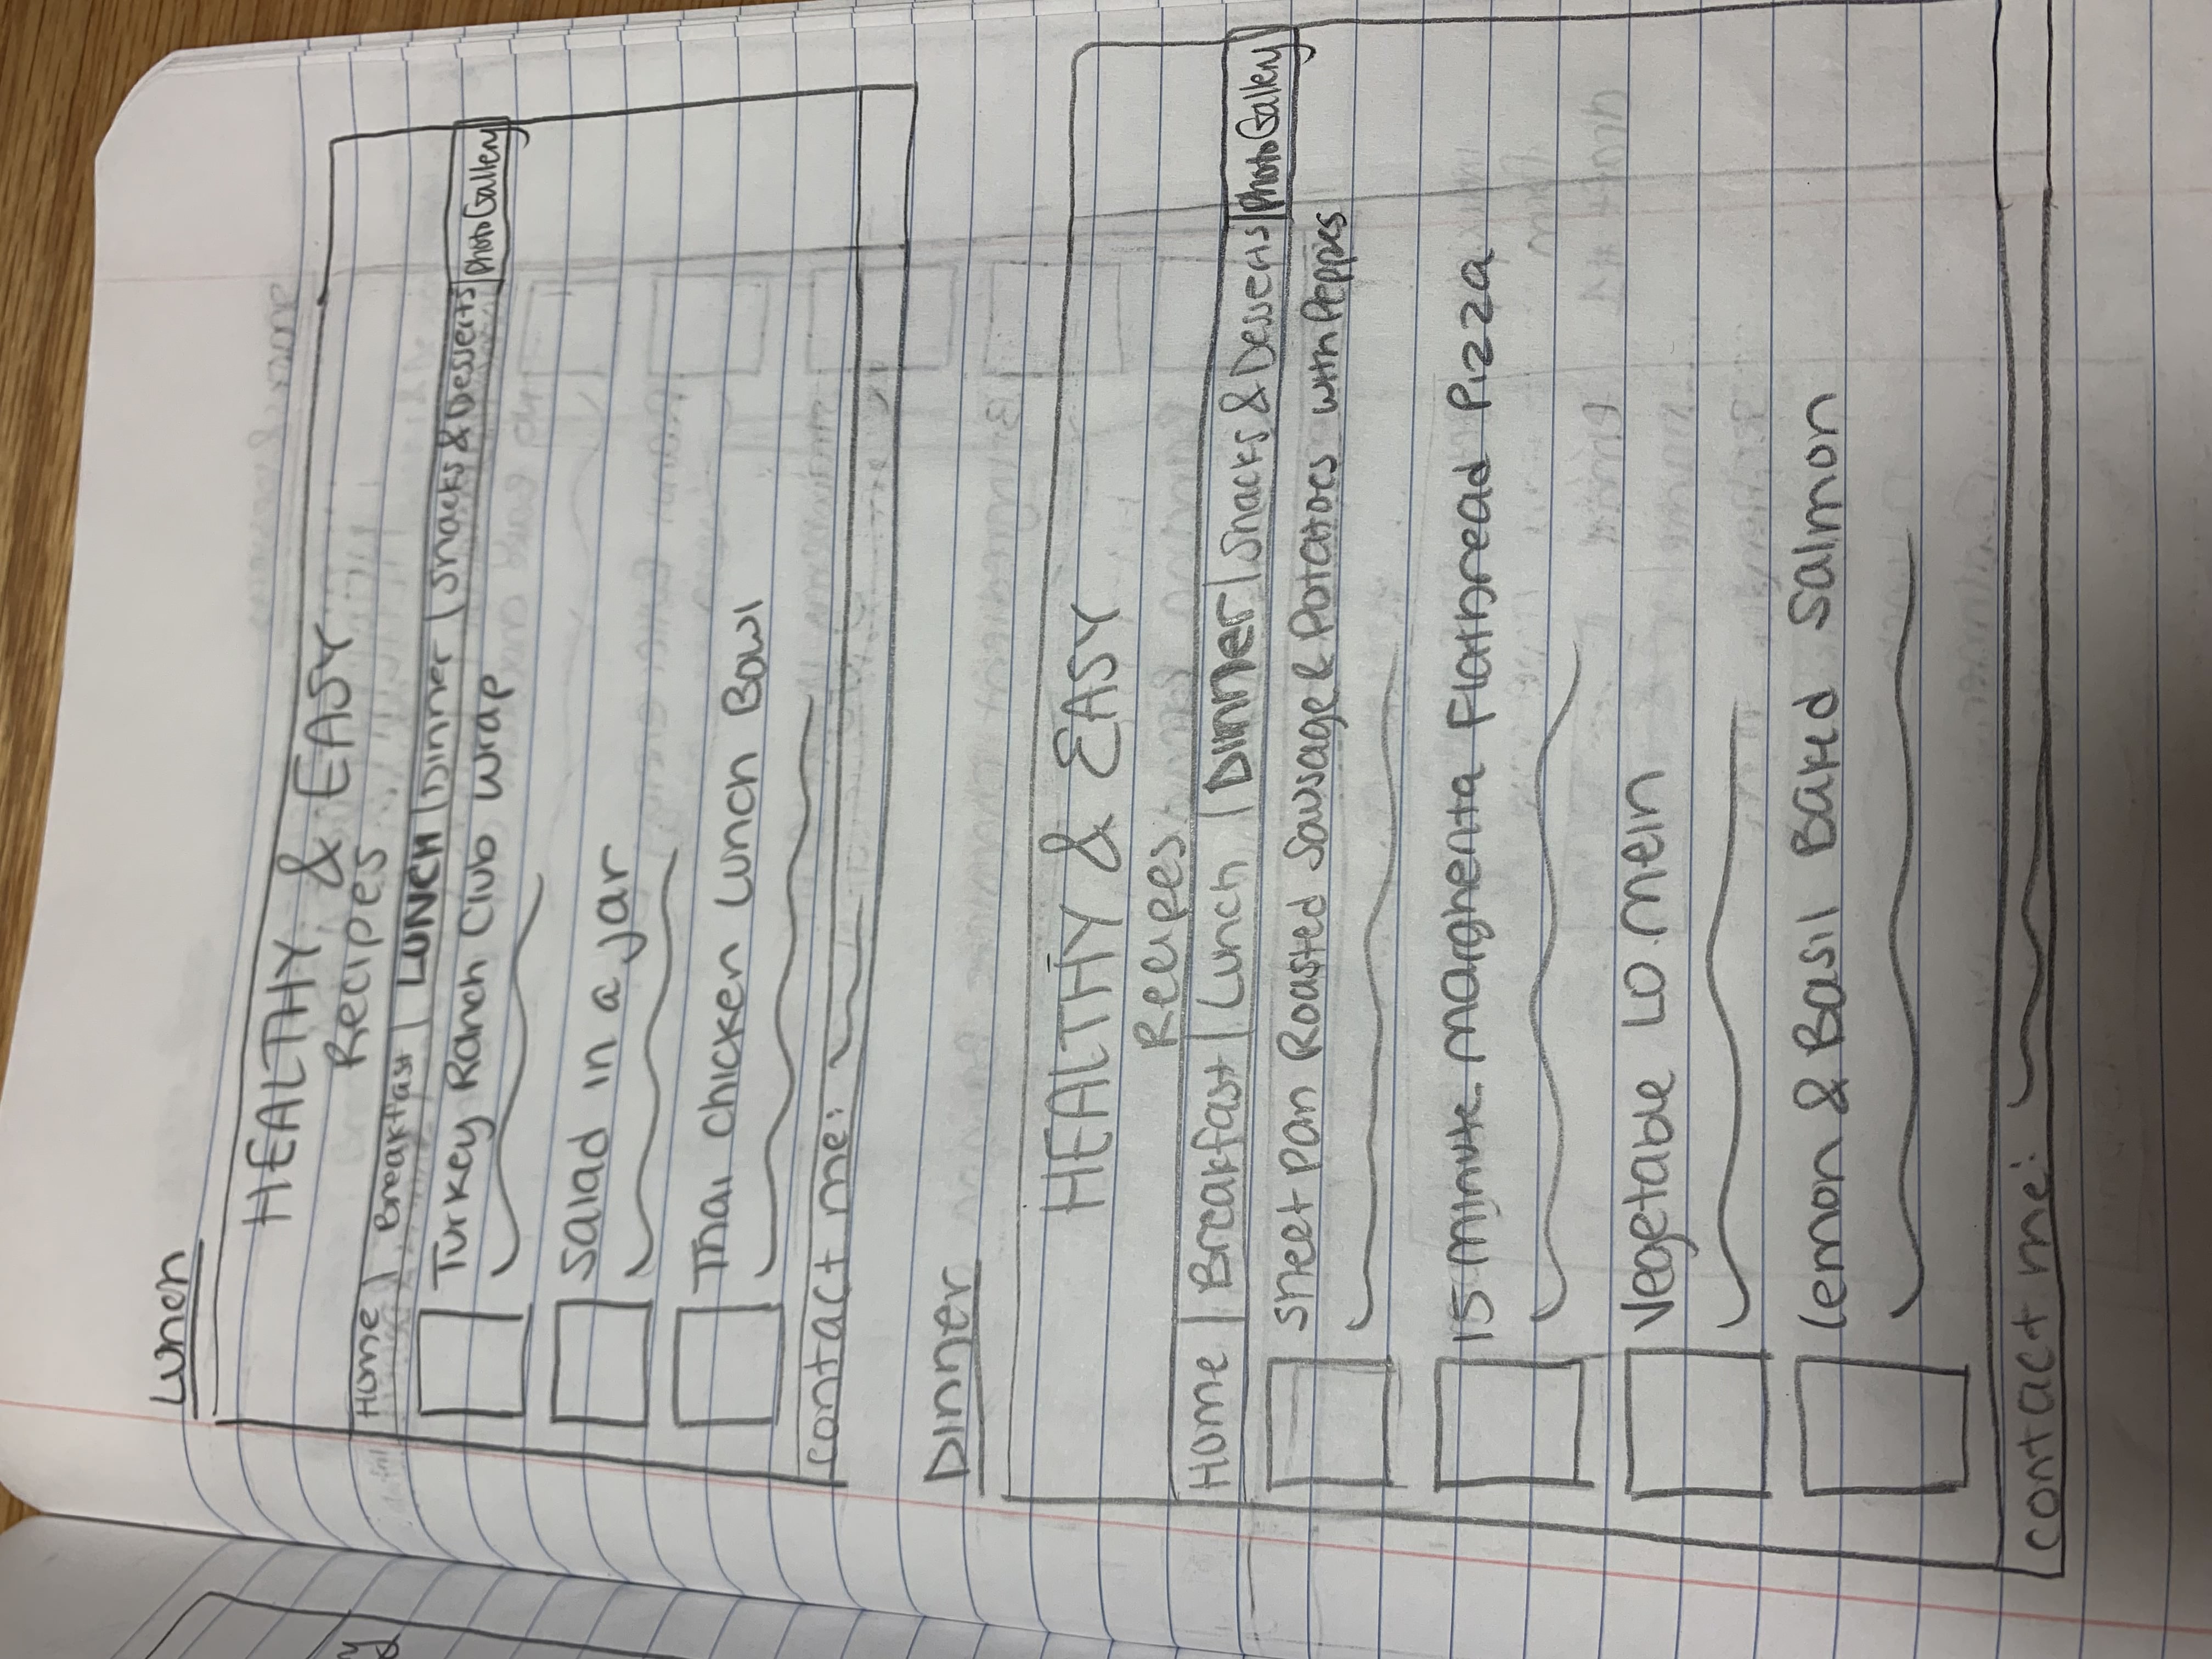 Lunch
HEALTHY & EASY
Recipes
Home | Breakfast | LUNCH | Dinner | Snacks & Desserts | Photo Gallery
Turkey Ranch Club Wrap
Salad in a jar
Thai Chicken Lunch Bowl
contact me:
Dinner
HEALTHY & EASY
Recipes
Home | Breakfast | Lunch | Dinner | Snacks & Desserts | Photo Gallery
Sheet pan Roasted Sausage & Potatoes with Peppies
15 minute Marghenta Flatbread Pizza
Vegetable Lo mein
Lemon & Basil Baked Salmon
contact me: